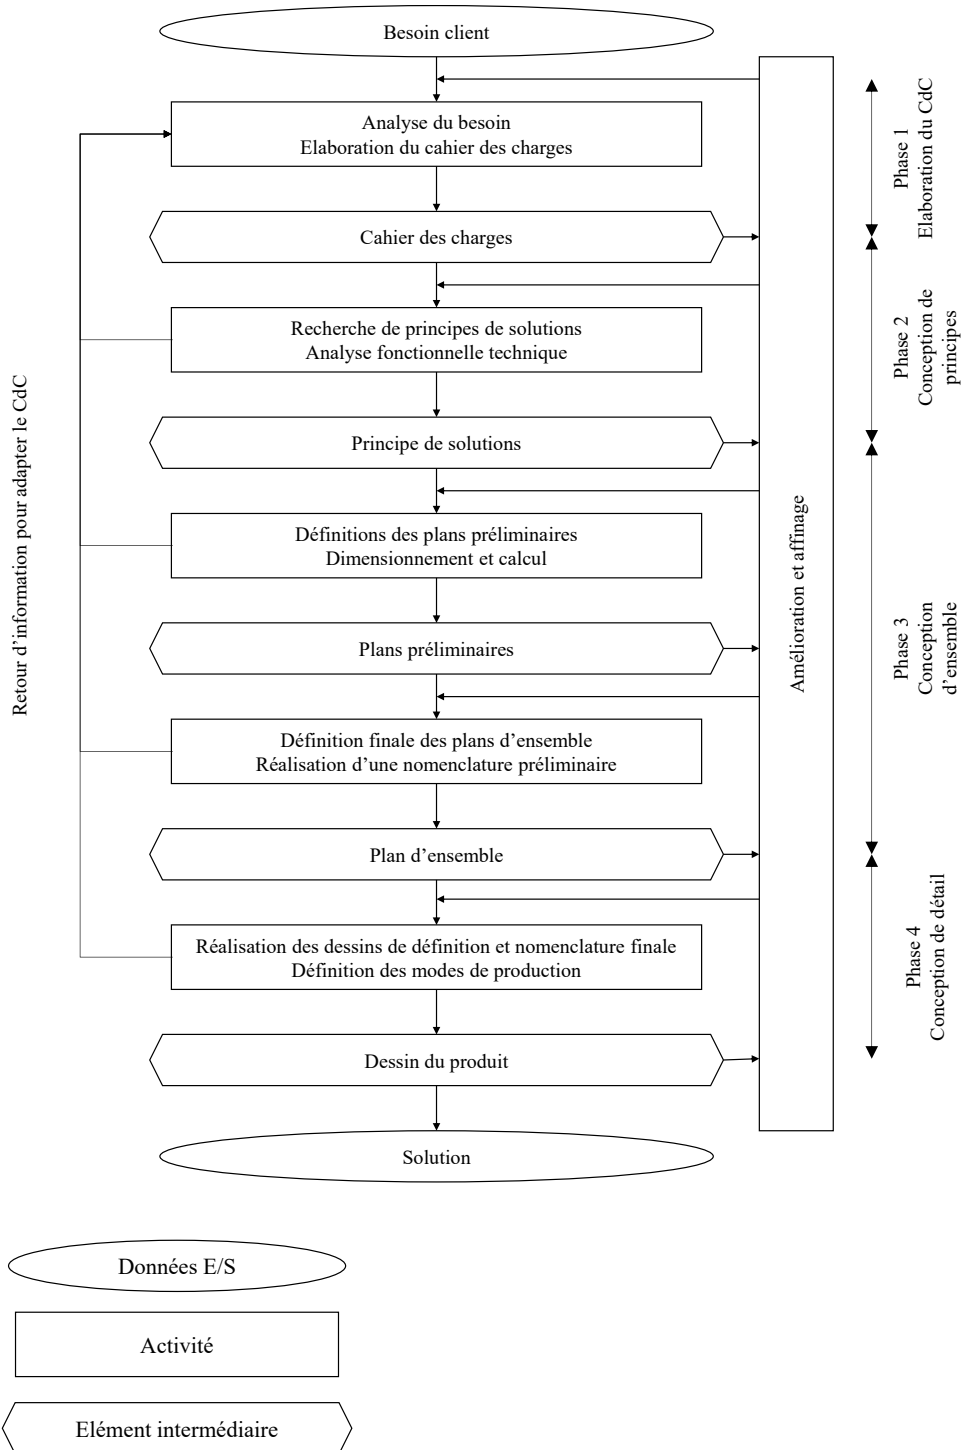 Besoin client
Analyse du besoin
Elaboration du cahier des charges
Cahier des charges
Recherche de principes de solutions
Analyse fonctionnelle technique
Principe de solutions
Définitions des plans préliminaires
Dimensionnement et calcul
Plans préliminaires
Définition finale des plans d'ensemble
Réalisation d'une nomenclature préliminaire
Plan d'ensemble
Réalisation des dessins de définition et nomenclature finale
Définition des modes de production
Dessin du produit
Solution
Retour d'information pour adapter le CdC
Amélioration et affinage
Phase 1
Elaboration du CdC
Phase 2
Conception de
principes
Phase 3
Conception
d'ensemble
Phase 4
Conception de détail
Données E/S
Activité
Elément intermédiaire